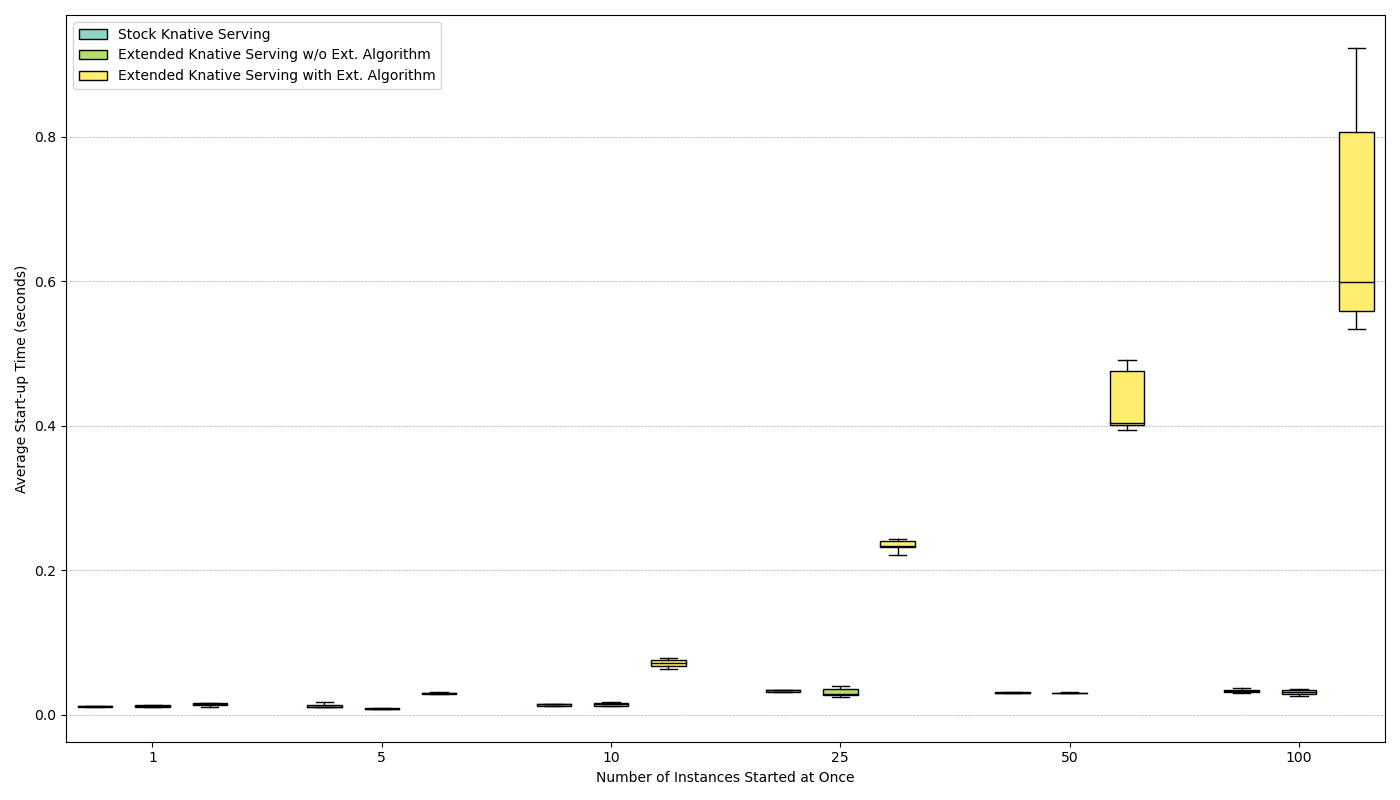 Stock Knative Serving
Extended Knative Serving w/o Ext. Algorithm
Extended Knative Serving with Ext. Algorithm
Average Start-up Time (seconds)
0.8
0.6
0.4
0.2
0.0
1 5 10 25 50 100
Number of Instances Started at Once